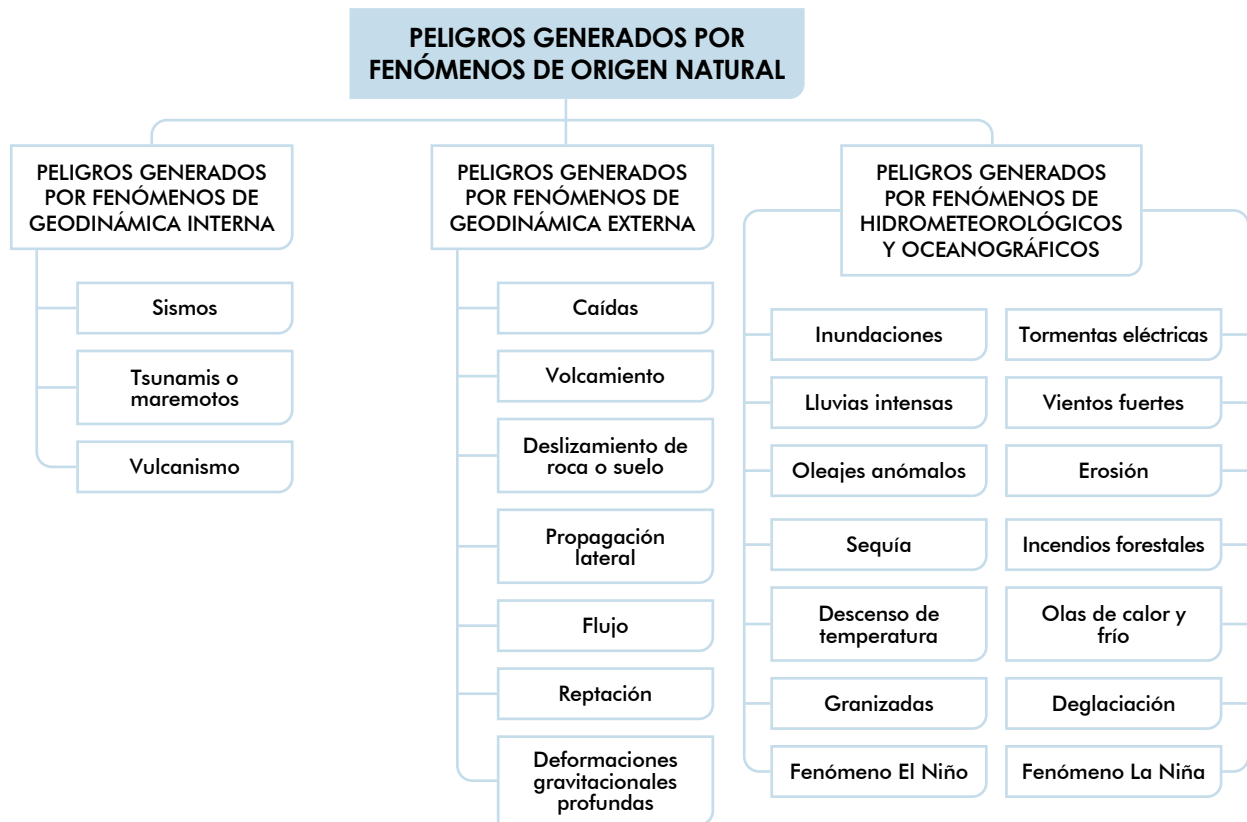 PELIGROS GENERADOS POR
FENÓMENOS DE ORIGEN NATURAL
PELIGROS GENERADOS
POR FENÓMENOS DE
GEODINÁMICA INTERNA
Sismos
Tsunamis o
maremotos
Vulcanismo
PELIGROS GENERADOS
POR FENÓMENOS DE
GEODINÁMICA EXTERNA
Caídas
Volcamiento
Deslizamiento de
roca o suelo
Propagación
lateral
Flujo
Reptación
Deformaciones
gravitacionales
profundas
PELIGROS GENERADOS
POR FENÓMENOS DE
HIDROMETEOROLÓGICOS
Y OCEANOGRÁFICOS
Inundaciones
Lluvias intensas
Oleajes anómalos
Sequía
Descenso de
temperatura
Granizadas
Fenómeno El Niño
Tormentas eléctricas
Vientos fuertes
Erosión
Incendios forestales
Olas de calor y
frío
Deglaciación
Fenómeno La Niña